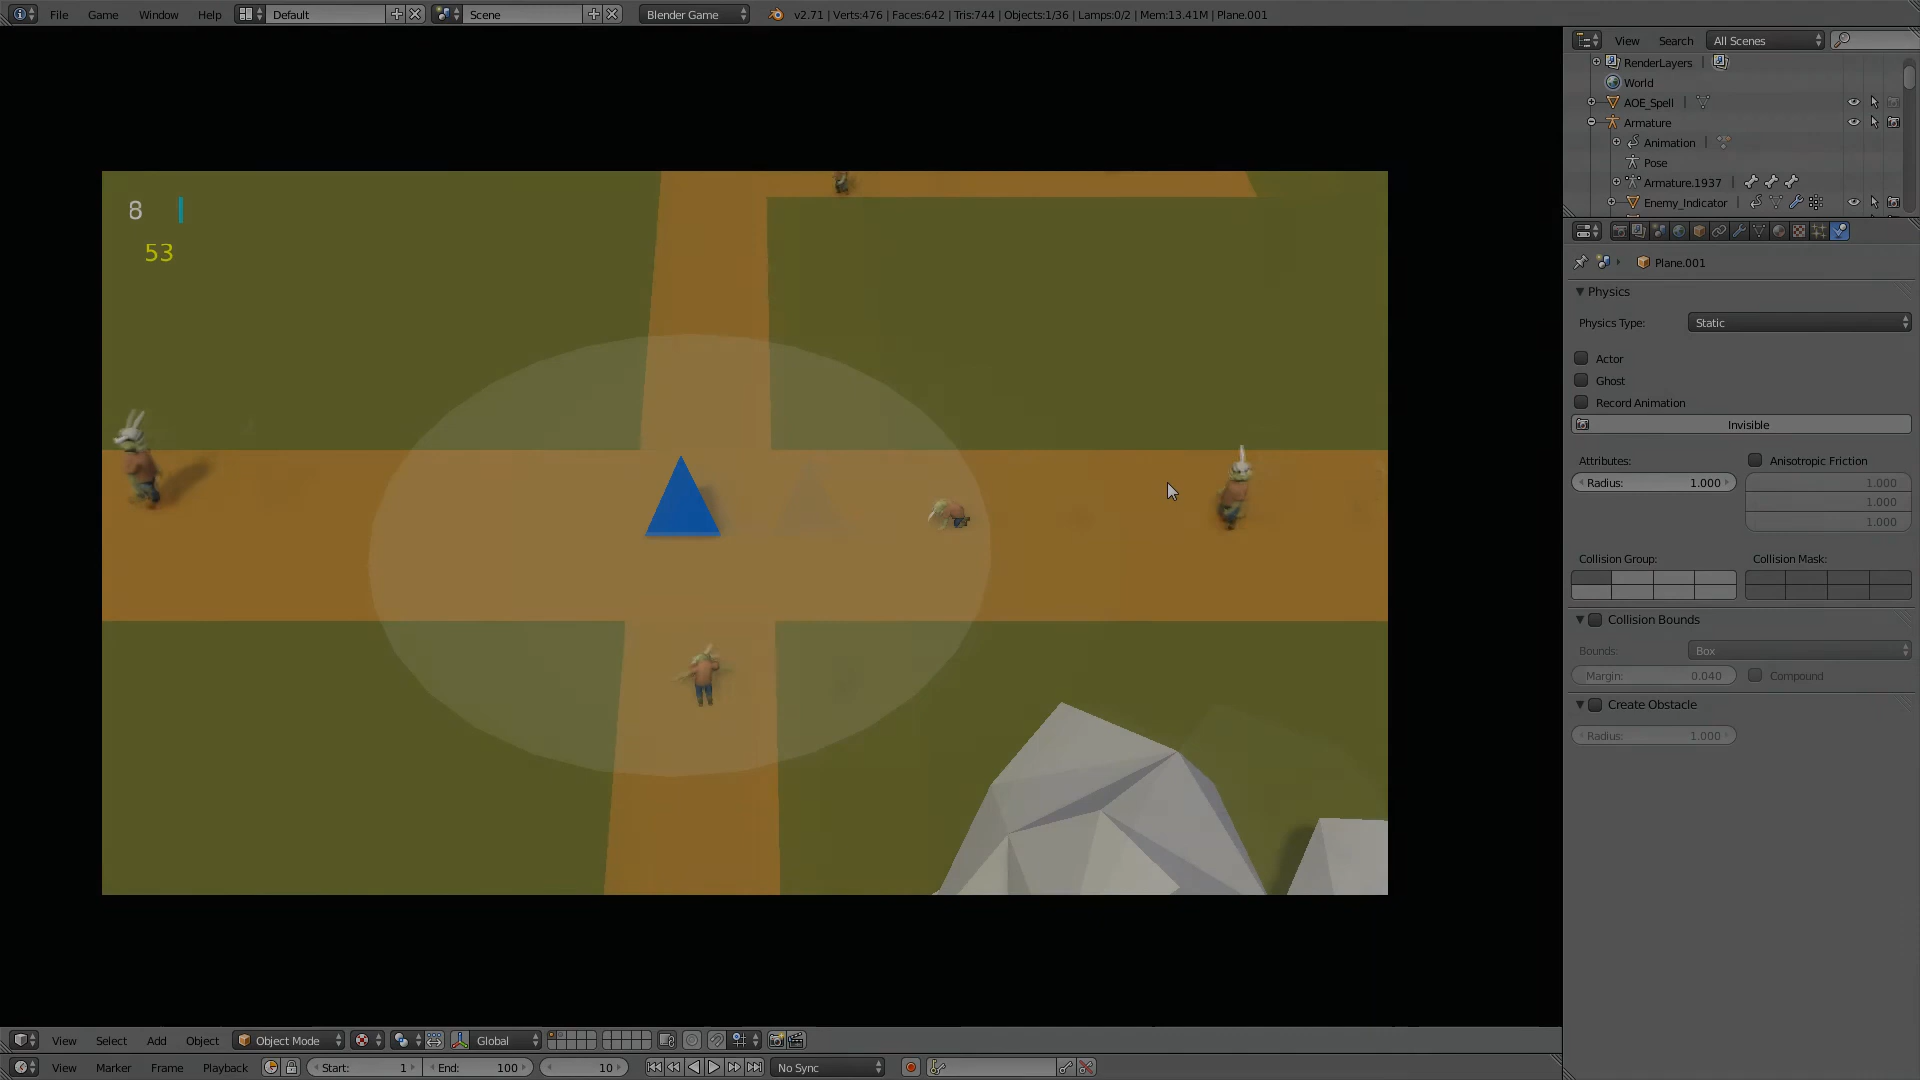 File Game Window Help Default Scene Blender Game v2.71 | Verts:476 | Faces:642 | Tris:744 | Objects:1/36 | Lamps:0/2 | Mem:13.41M | Plane.001
View Search All Scenes
RenderLayers
World
AOE_Spell
Armature
Animation
Pose
Armature.1937
Enemy_Indicator
8
53
Plane.001
Physics
Physics Type: Static
Actor
Ghost
Record Animation
Invisible
Attributes: Anisotropic Friction
Radius: 1.000 1.000
1.000
1.000
Collision Group: Collision Mask:
Collision Bounds
Bounds: Box
Margin: 0.040 Compound
Create Obstacle
Radius: 1.000
View Select Add Object Object Mode Global
View Marker Frame Playback Start: 1 End: 100 10 No Sync